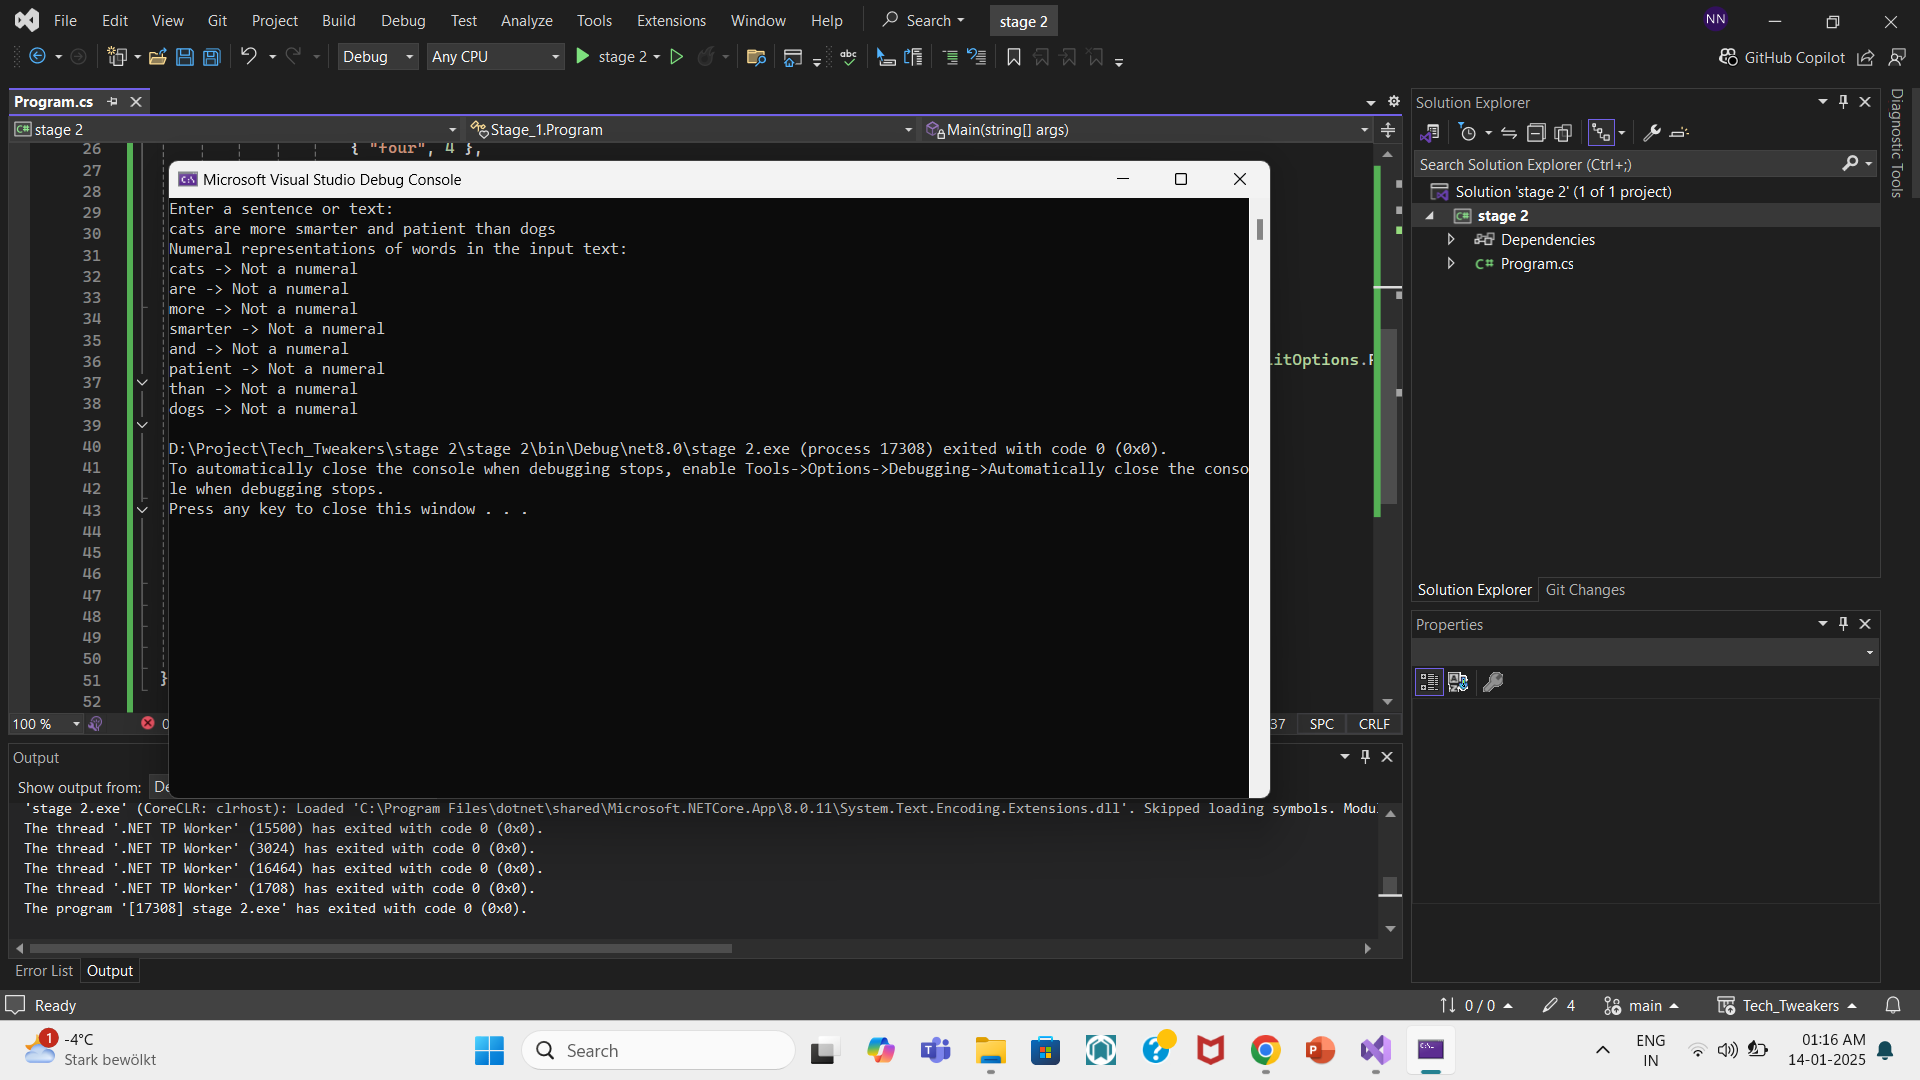 File Edit View Git Project Build Debug Test Analyze Tools Extensions Window Help Search stage 2 NN
Debug Any CPU stage 2 GitHub Copilot
Program.cs
stage 2 Stage_1.Program Main(string[] args)
26 { "four", 4 },
27
28
29
30
31
32
33
34
35
36
37
38
39
40
41
42
43
44
45
46
47
48
49
50
51 }
52
Microsoft Visual Studio Debug Console
Enter a sentence or text:
cats are more smarter and patient than dogs
Numeral representations of words in the input text:
cats -> Not a numeral
are -> Not a numeral
more -> Not a numeral
smarter -> Not a numeral
and -> Not a numeral
patient -> Not a numeral
than -> Not a numeral
dogs -> Not a numeral
D:\Project\Tech_Tweakers\stage 2\stage 2\bin\Debug\net8.0\stage 2.exe (process 17308) exited with code 0 (0x0).
To automatically close the console when debugging stops, enable Tools->Options->Debugging->Automatically close the conso
le when debugging stops.
Press any key to close this window . . .
itOptions.
100 % 0 37 SPC CRLF
Output
Show output from: De
'stage 2.exe' (CoreCLR: clrhost): Loaded 'C:\Program Files\dotnet\shared\Microsoft.NETCore.App\8.0.11\System.Text.Encoding.Extensions.dll'. Skipped loading symbols. Modu
The thread '.NET TP Worker' (15500) has exited with code 0 (0x0).
The thread '.NET TP Worker' (3024) has exited with code 0 (0x0).
The thread '.NET TP Worker' (16464) has exited with code 0 (0x0).
The thread '.NET TP Worker' (1708) has exited with code 0 (0x0).
The program '[17308] stage 2.exe' has exited with code 0 (0x0).
Error List Output
Solution Explorer
Search Solution Explorer (Ctrl+;)
Solution 'stage 2' (1 of 1 project)
stage 2
Dependencies
C# Program.cs
Solution Explorer Git Changes
Properties
Diagnostic Tools
Ready 0 / 0 4 main Tech_Tweakers
1 -4°C
Stark bewölkt
Search
ENG
IN
01:16 AM
14-01-2025